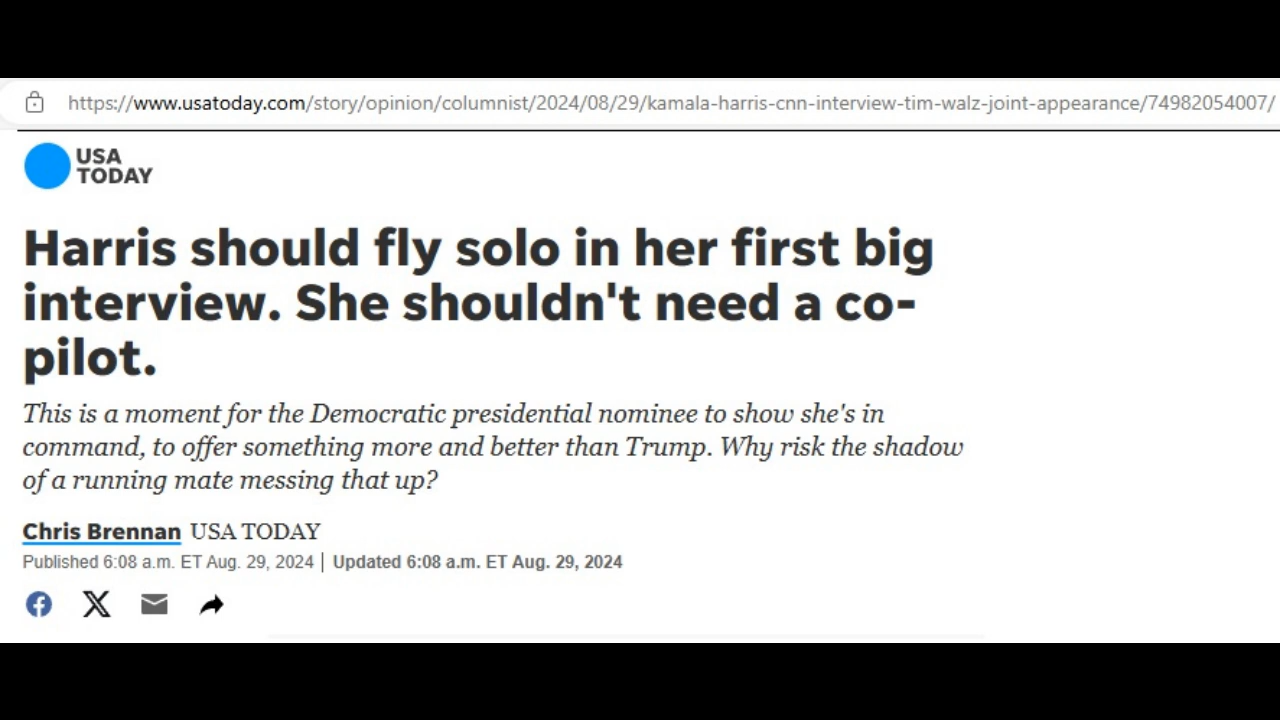 https://www.usatoday.com/story/opinion/columnist/2024/08/29/kamala-harris-cnn-interview-tim-walz-joint-appearance/74982054007/
USA
TODAY
Harris should fly solo in her first big
interview. She shouldn't need a co-
pilot.
This is a moment for the Democratic presidential nominee to show she's in
command, to offer something more and better than Trump. Why risk the shadow
of a running mate messing that up?
Chris Brennan USA TODAY
Published 6:08 a.m. ET Aug. 29, 2024 | Updated 6:08 a.m. ET Aug. 29, 2024